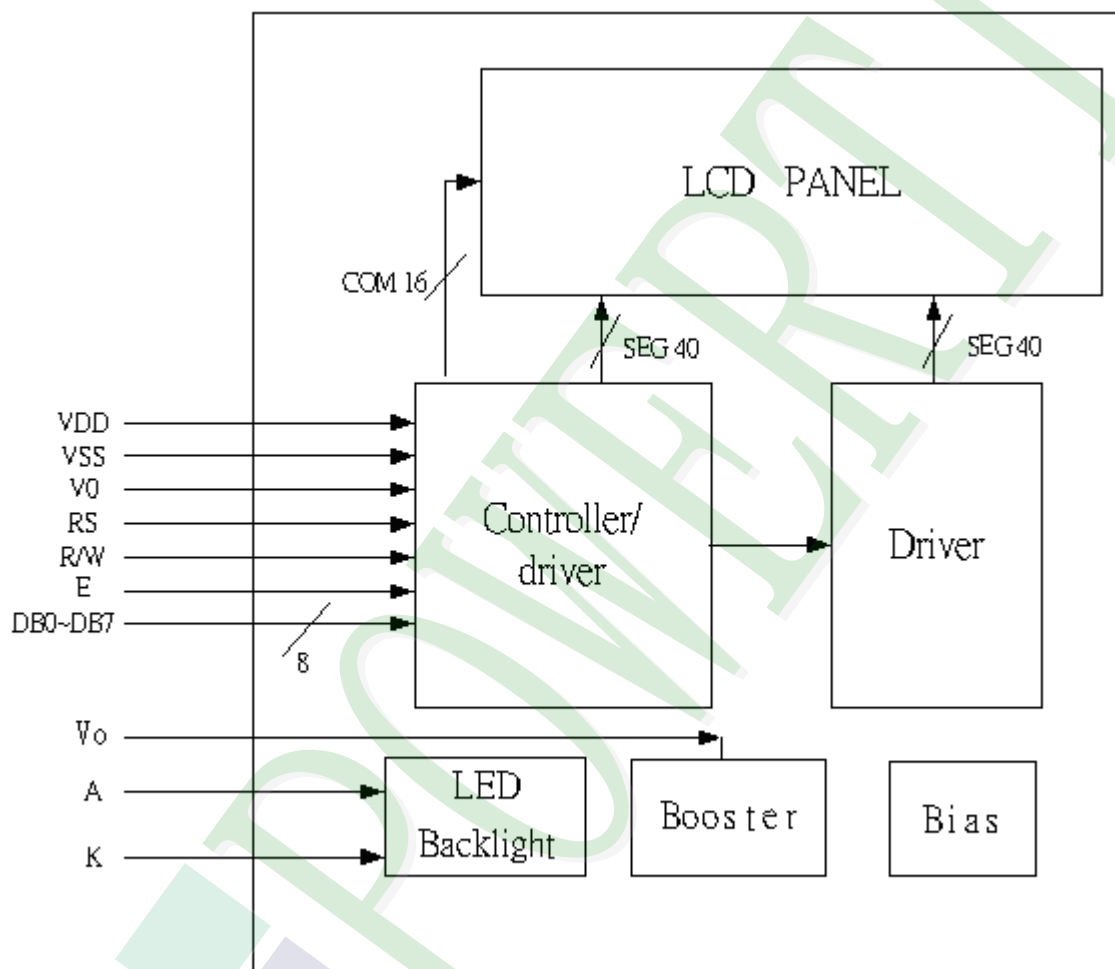 LCD PANEL
COM 16
SEG 40
SEG 40
VDD
VSS
V0
RS
R/W
E
DB0~DB7
8
Controller/
driver
Driver
Vo
A
K
LED
Backlight
Booster
Bias
POWERT